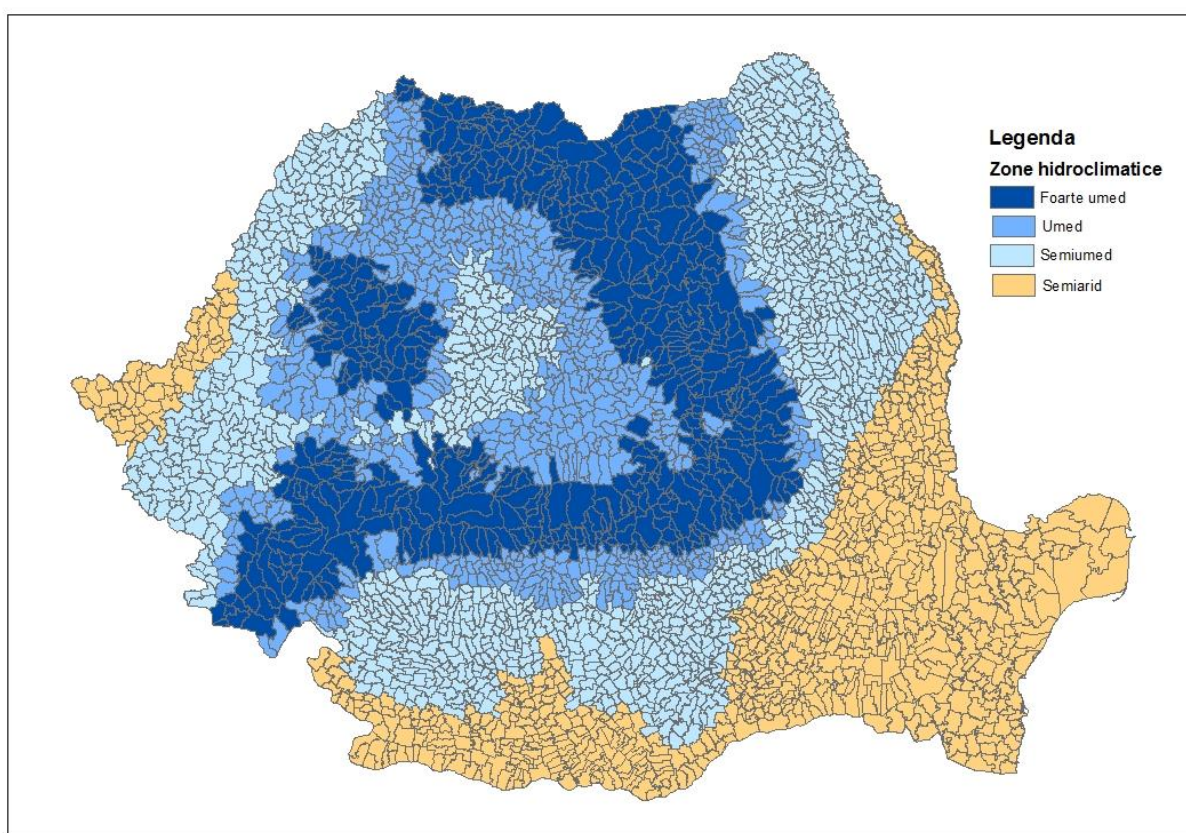 Legenda
Zone hidroclimatice
Foarte umed
Umed
Semiumed
Semiarid